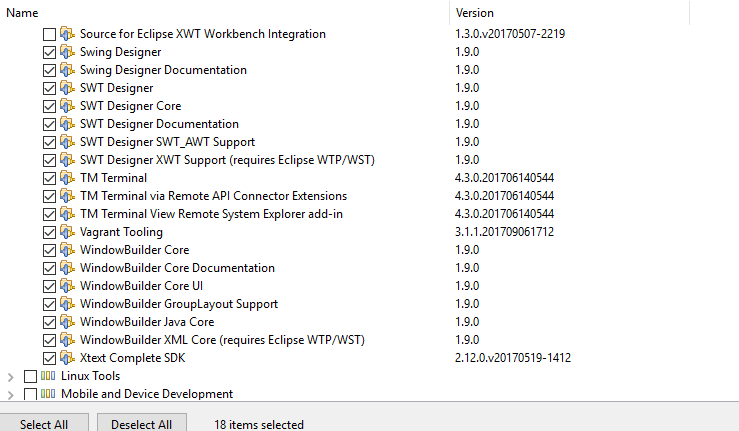 Name Version
Source for Eclipse XWT Workbench Integration 1.3.0.v20170507-2219
Swing Designer 1.9.0
Swing Designer Documentation 1.9.0
SWT Designer 1.9.0
SWT Designer Core 1.9.0
SWT Designer Documentation 1.9.0
SWT Designer SWT_AWT Support 1.9.0
SWT Designer XWT Support (requires Eclipse WTP/WST) 1.9.0
TM Terminal 4.3.0.201706140544
TM Terminal via Remote API Connector Extensions 4.3.0.201706140544
TM Terminal View Remote System Explorer add-in 4.3.0.201706140544
Vagrant Tooling 3.1.1.201709061712
WindowBuilder Core 1.9.0
WindowBuilder Core Documentation 1.9.0
WindowBuilder Core UI 1.9.0
WindowBuilder GroupLayout Support 1.9.0
WindowBuilder Java Core 1.9.0
WindowBuilder XML Core (requires Eclipse WTP/WST) 1.9.0
Xtext Complete SDK 2.12.0.v20170519-1412
Linux Tools
Mobile and Device Development
Select All Deselect All 18 items selected